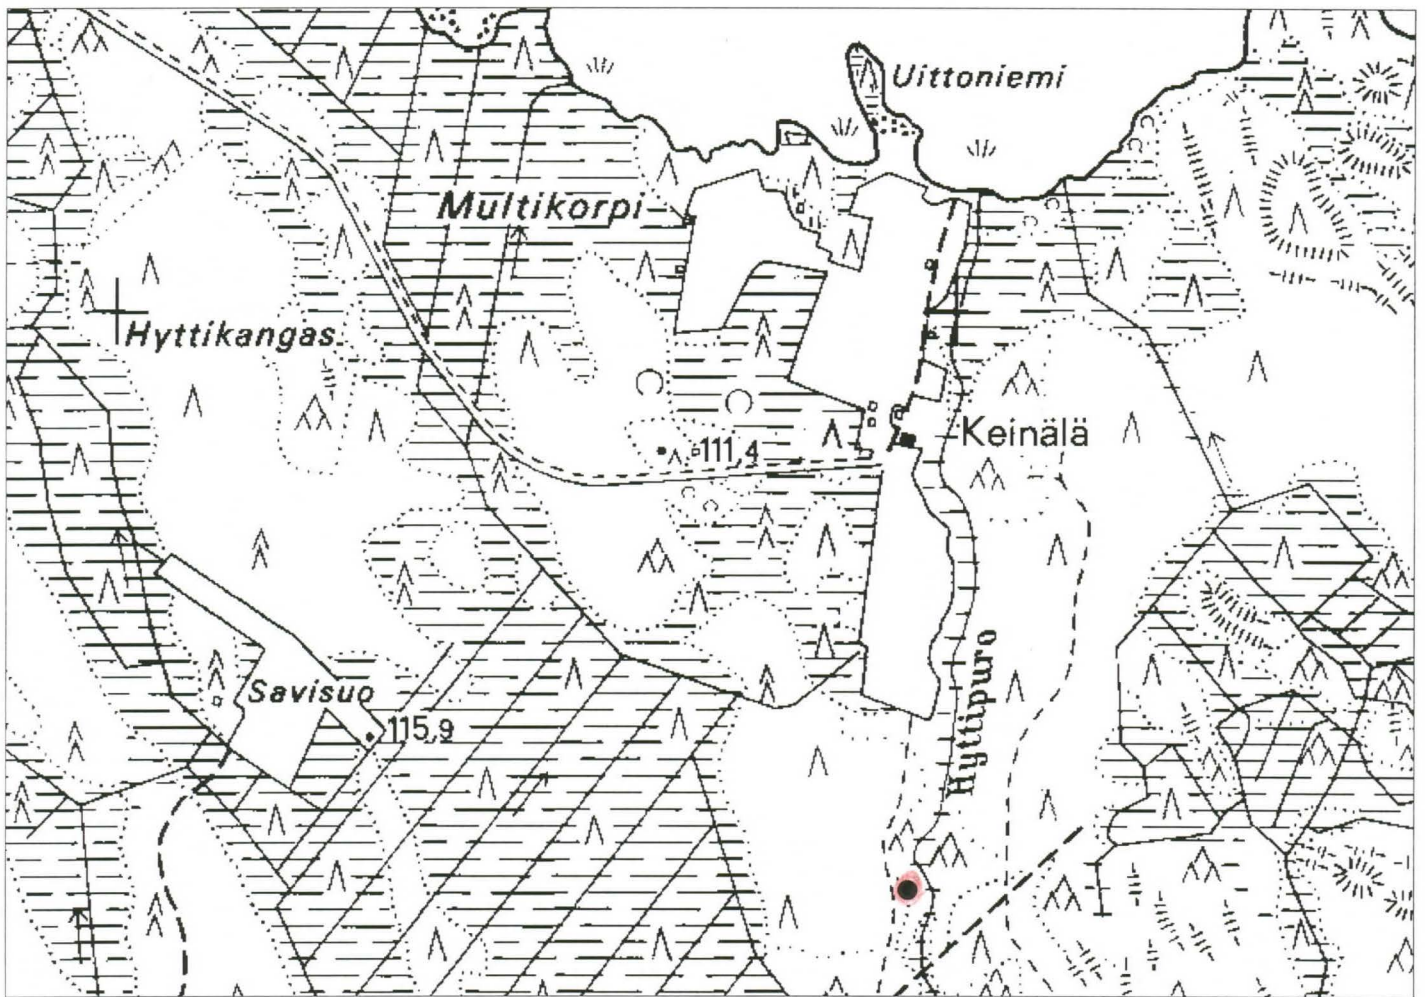 Uittoniemi
Multikorpi
Hyttikangas
Keinälä
111,4
Savisuo
115,9
Hyttipuro